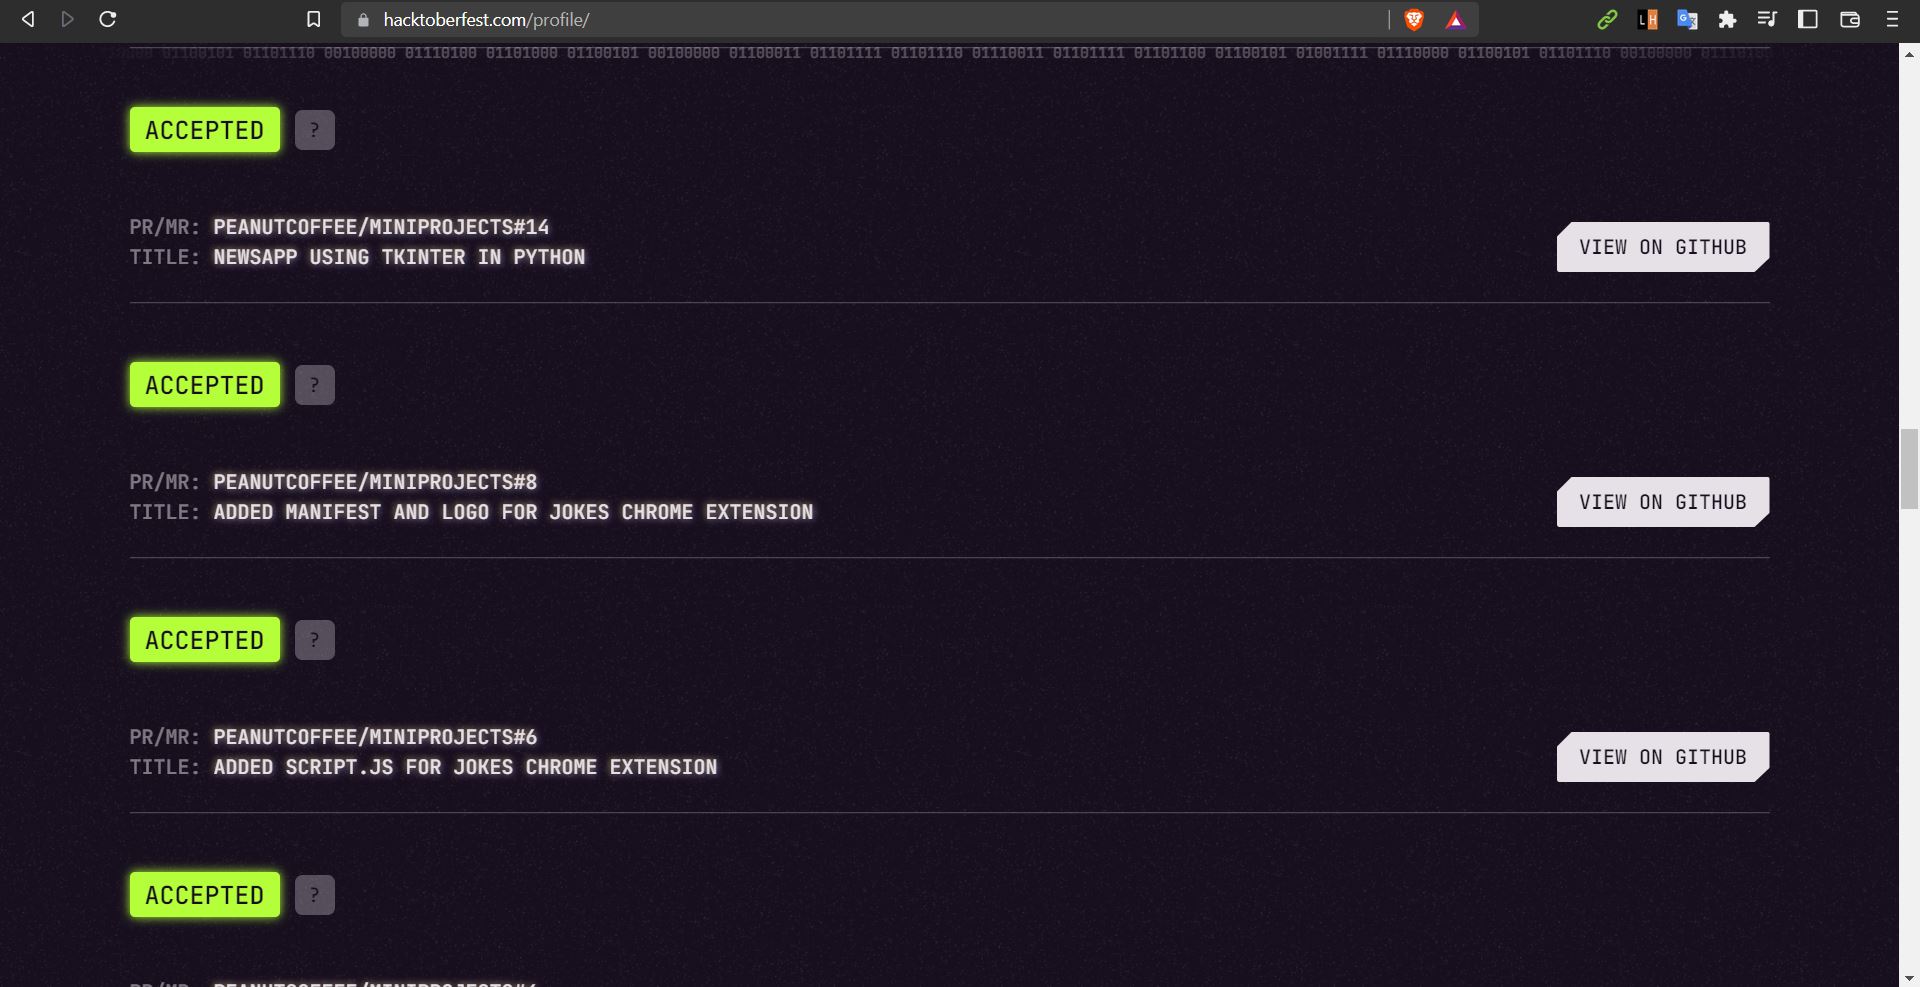 hacktoberfest.com/profile/
LH
01100101 01101110 00100000 01110100 01101000 01100101 00100000 01100011 01101111 01101110 01110011 01101111 01101100 01100101 01001111 01110000 01100101 01101110 00100000
ACCEPTED ?
PR/MR: PEANUTCOFFEE/MINIPROJECTS#14
TITLE: NEWSAPP USING TKINTER IN PYTHON
VIEW ON GITHUB
ACCEPTED ?
PR/MR: PEANUTCOFFEE/MINIPROJECTS#8
TITLE: ADDED MANIFEST AND LOGO FOR JOKES CHROME EXTENSION
VIEW ON GITHUB
ACCEPTED ?
PR/MR: PEANUTCOFFEE/MINIPROJECTS#6
TITLE: ADDED SCRIPT.JS FOR JOKES CHROME EXTENSION
VIEW ON GITHUB
ACCEPTED ?